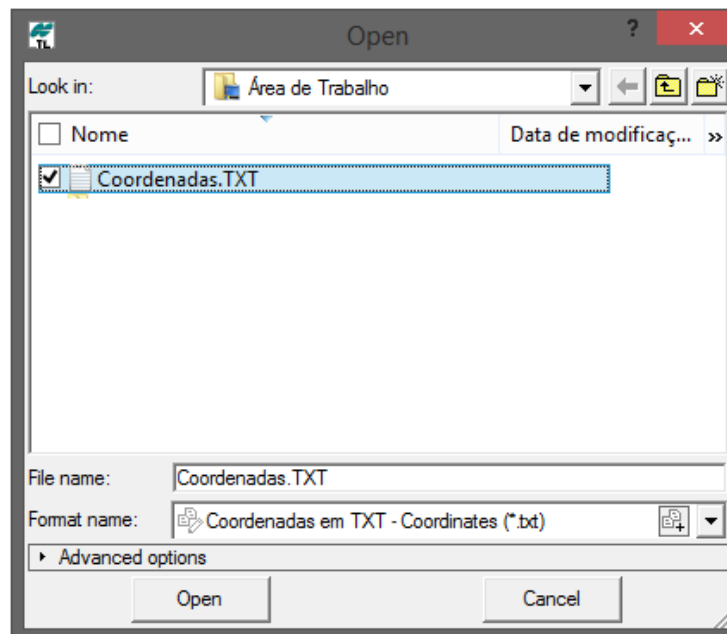 TL Open ?
Look in: Área de Trabalho
Nome Data de modificaç... »
Coordenadas.TXT
File name: Coordenadas.TXT
Format name: Coordenadas em TXT - Coordinates (*.txt)
Advanced options
Open Cancel